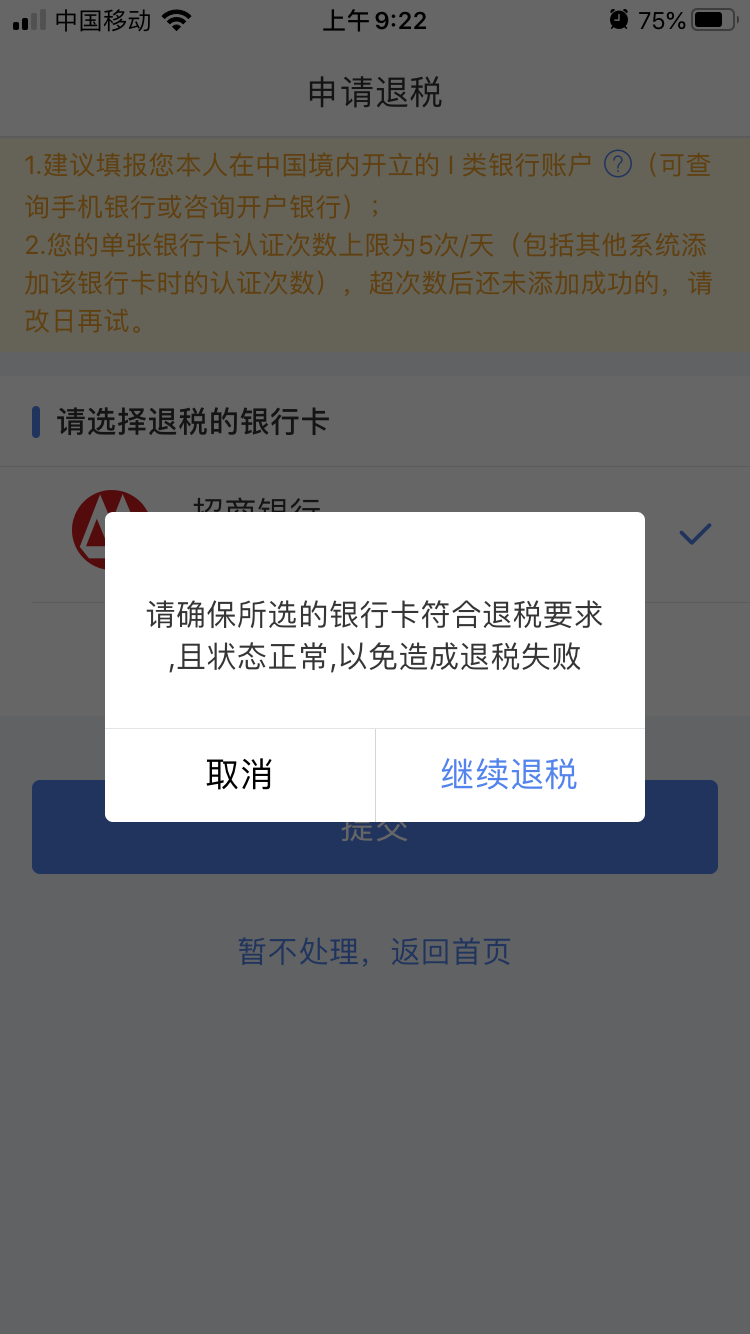 中国移动
上午9:22
75%
申请退税
1.建议填报您本人在中国境内开立的 I 类银行账户 ?（可查
询手机银行或咨询开户银行）；
2.您的单张银行卡认证次数上限为5次/天（包括其他系统添
加该银行卡时的认证次数），超次数后还未添加成功的，请
改日再试。
请选择退税的银行卡
招商银行
请确保所选的银行卡符合退税要求
,且状态正常,以免造成退税失败
取消
继续退税
提交
暂不处理，返回首页